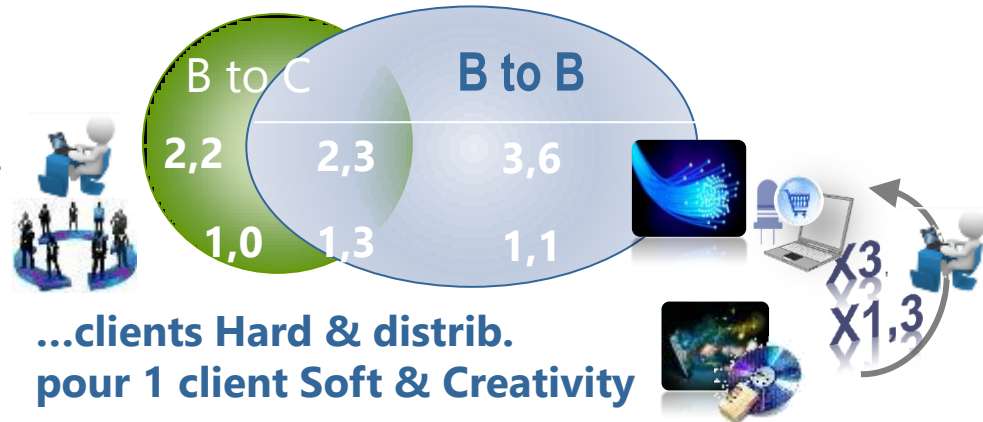 B to C B to B
2,2 2,3 3,6
1,0 1,3 1,1
X3
X1,3
...clients Hard & distrib.
pour 1 client Soft & Creativity